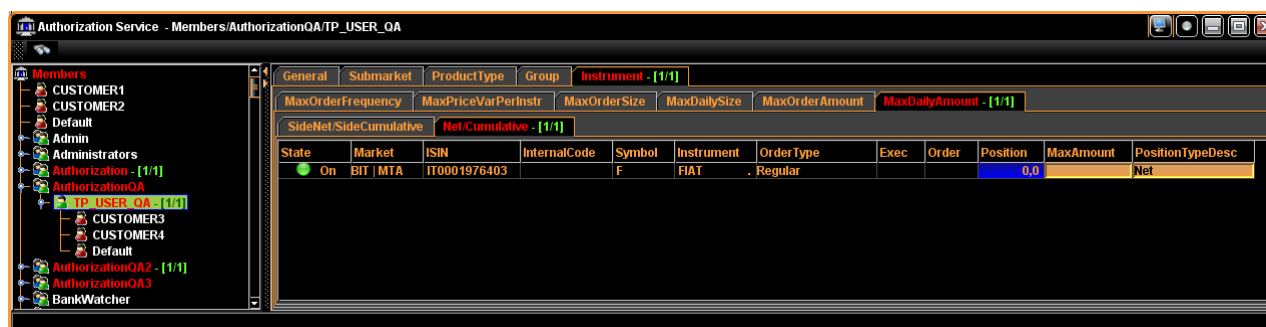 Authorization Service - Members/AuthorizationQA/TP_USER_QA
Members
CUSTOMER1
CUSTOMER2
Default
Admin
Administrators
Authorization - [1/1]
AuthorizationQA
TP_USER_QA - [1/1]
CUSTOMER3
CUSTOMER4
Default
AuthorizationQA2 - [1/1]
AuthorizationQA3
BankWatcher
General Submarket ProductType Group Instrument - [1/1]
MaxOrderFrequency MaxPriceVarPerInstr MaxOrderSize MaxDailySize MaxOrderAmount MaxDailyAmount - [1/1]
SideNet/SideCumulative Net/Cumulative - [1/1]
State Market ISIN InternalCode Symbol Instrument OrderType Exec Order Position MaxAmount PositionTypeDesc
On BIT | MTA IT0001976403 F FIAT . Regular 0,0 Net